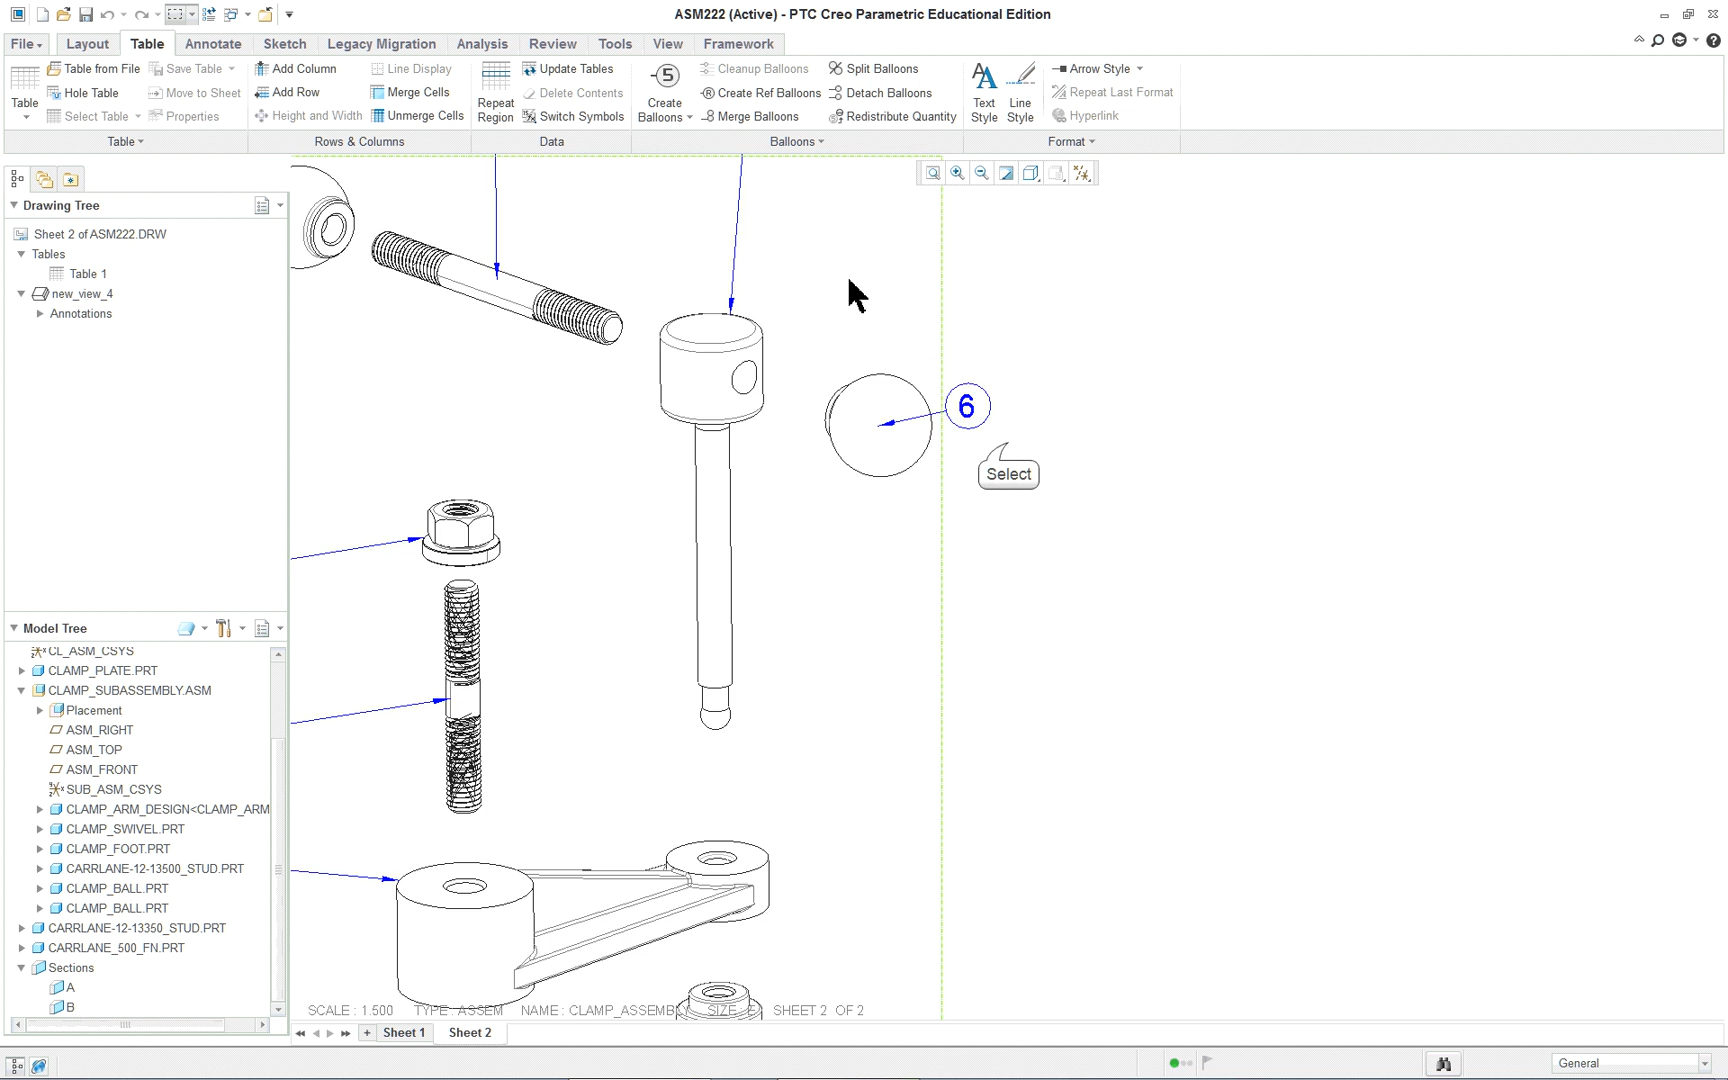 ASM222 (Active) - PTC Creo Parametric Educational Edition
File
Layout
Table
Annotate
Sketch
Legacy Migration
Analysis
Review
Tools
View
Framework
Table
Table from File
Hole Table
Select Table
Save Table
Move to Sheet
Properties
Table
Add Column
Add Row
Height and Width
Line Display
Merge Cells
Unmerge Cells
Rows & Columns
Repeat
Region
Update Tables
Delete Contents
Switch Symbols
Data
5
Create
Balloons
Cleanup Balloons
Create Ref Balloons
Merge Balloons
Split Balloons
Detach Balloons
Redistribute Quantity
Balloons
Text
Style
Line
Style
Arrow Style
Repeat Last Format
Hyperlink
Format
Drawing Tree
Sheet 2 of ASM222.DRW
Tables
Table 1
new_view_4
Annotations
6
Select
Model Tree
CL_ASM_CSYS
CLAMP_PLATE.PRT
CLAMP_SUBASSEMBLY.ASM
Placement
ASM_RIGHT
ASM_TOP
ASM_FRONT
SUB_ASM_CSYS
CLAMP_ARM_DESIGN<CLAMP_ARM
CLAMP_SWIVEL.PRT
CLAMP_FOOT.PRT
CARRLANE-12-13500_STUD.PRT
CLAMP_BALL.PRT
CLAMP_BALL.PRT
CARRLANE-12-13350_STUD.PRT
CARRLANE_500_FN.PRT
Sections
A
B
SCALE : 1.500 TYPE : ASSEM NAME : CLAMP_ASSEMBLY SIZE : E SHEET 2 OF 2
Sheet 1
Sheet 2
General